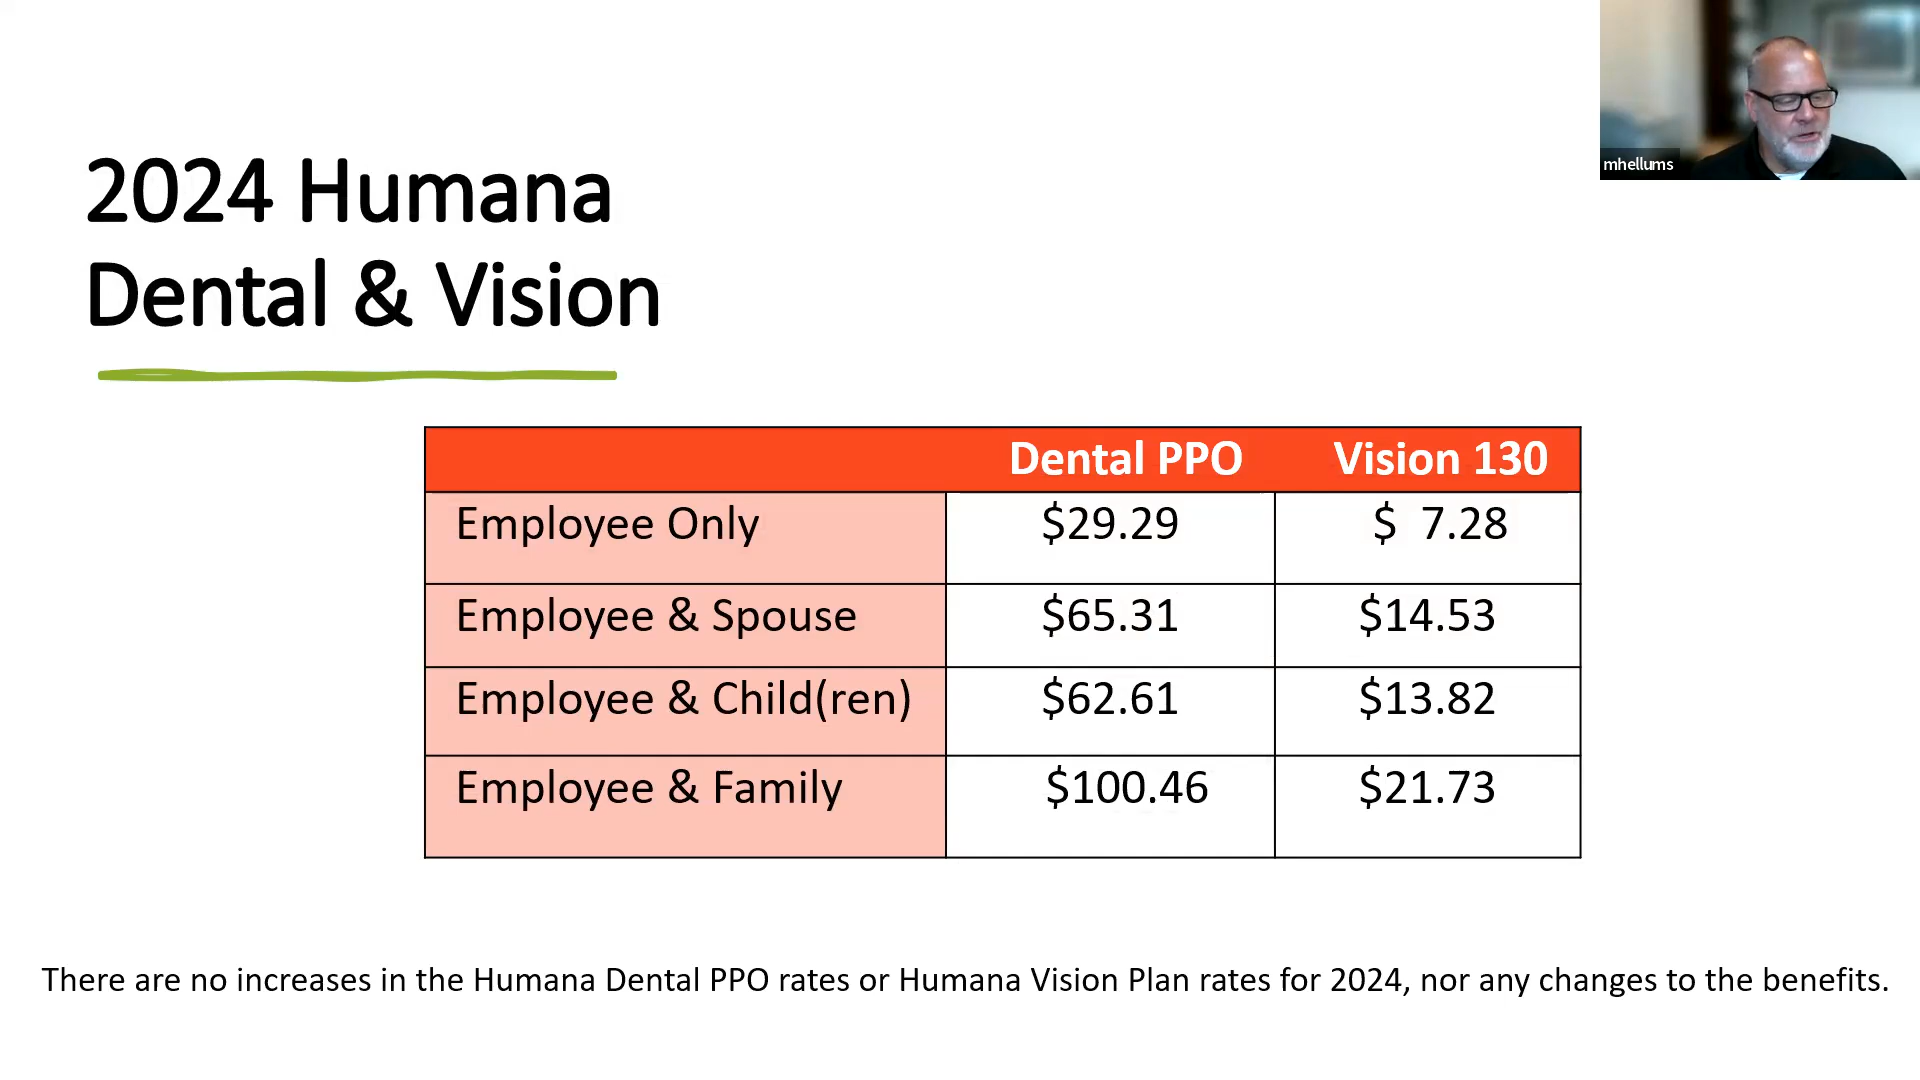 2024 Humana
Dental & Vision
mhellums
Dental PPO Vision 130
Employee Only $29.29 $ 7.28
Employee & Spouse $65.31 $14.53
Employee & Child(ren) $62.61 $13.82
Employee & Family $100.46 $21.73
There are no increases in the Humana Dental PPO rates or Humana Vision Plan rates for 2024, nor any changes to the benefits.